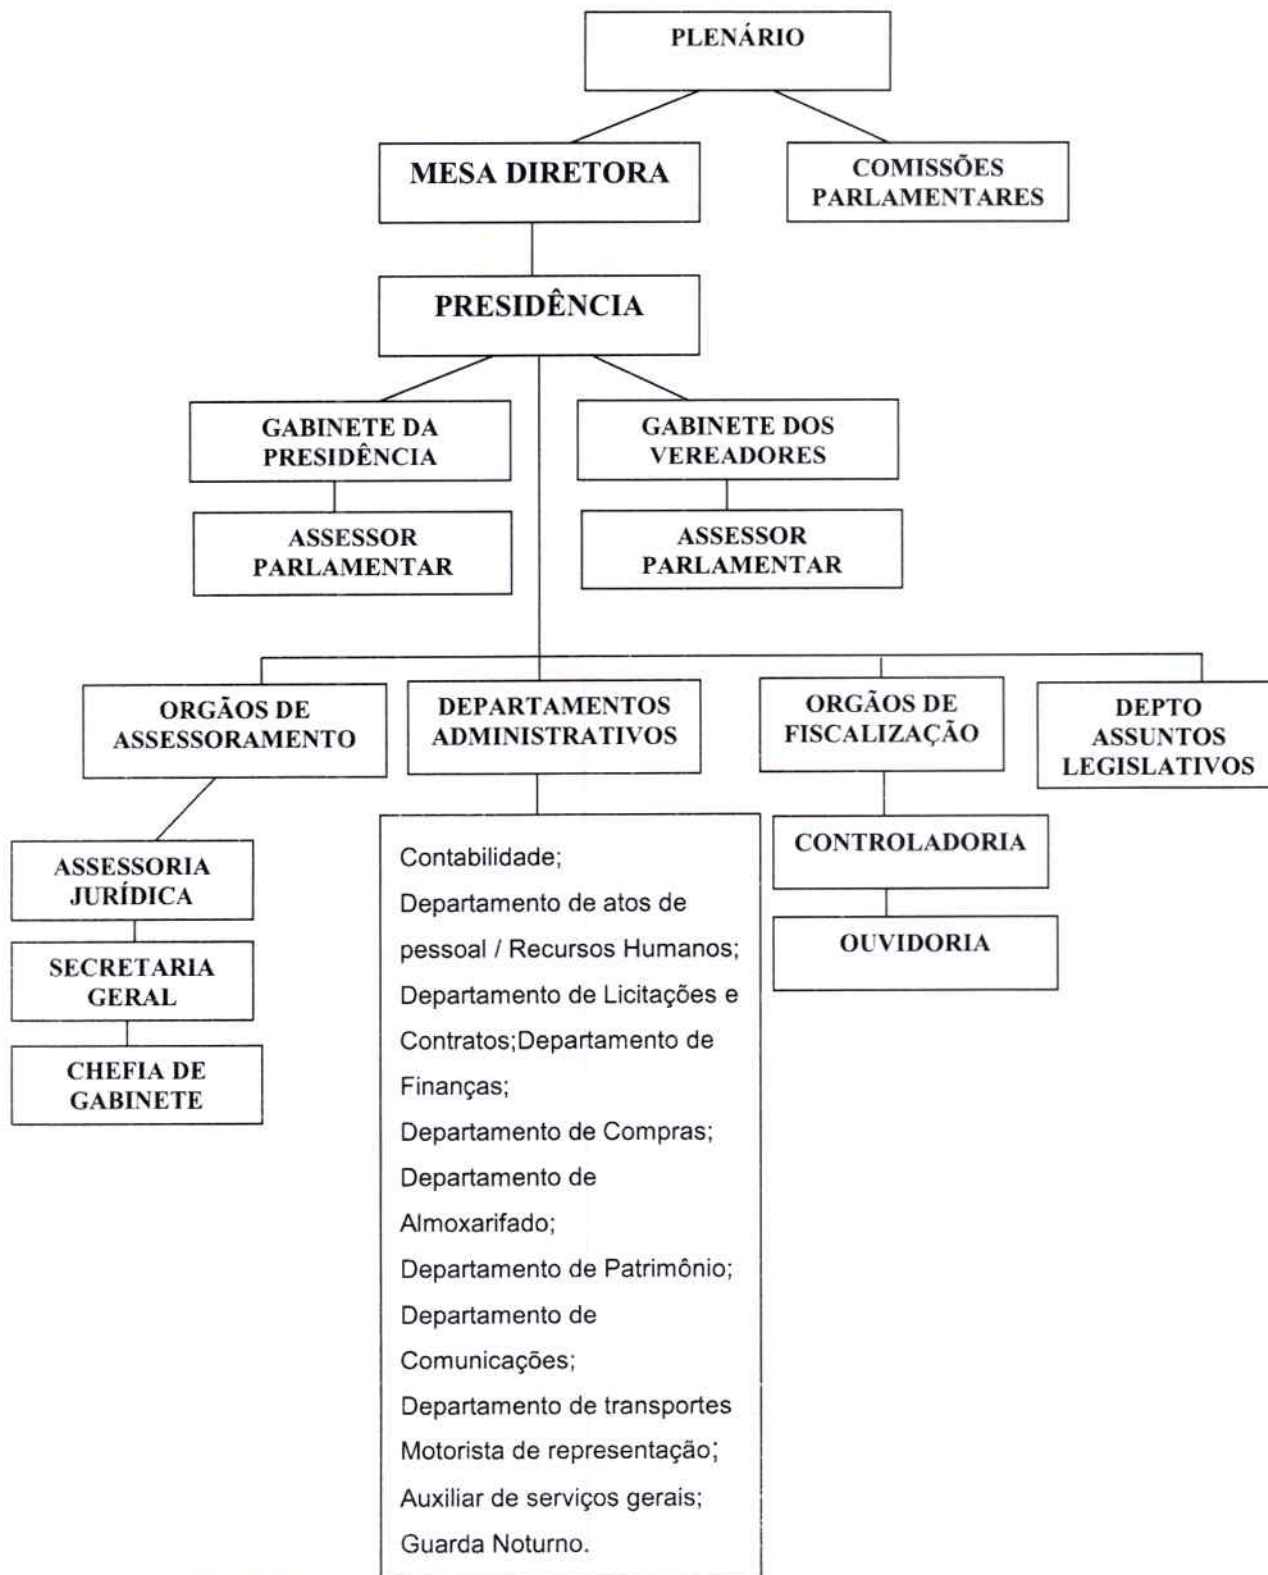 PLENÁRIO
MESA DIRETORA
COMISSÕES
PARLAMENTARES
PRESIDÊNCIA
GABINETE DA
PRESIDÊNCIA
GABINETE DOS
VEREADORES
ASSESSOR
PARLAMENTAR
ASSESSOR
PARLAMENTAR
ORGÃOS DE
ASSESSORAMENTO
DEPARTAMENTOS
ADMINISTRATIVOS
ORGÃOS DE
FISCALIZAÇÃO
DEPTO
ASSUNTOS
LEGISLATIVOS
ASSESSORIA
JURÍDICA
SECRETARIA
GERAL
CHEFIA DE
GABINETE
Contabilidade;
Departamento de atos de
pessoal / Recursos Humanos;
Departamento de Licitações e
Contratos;Departamento de
Finanças;
Departamento de Compras;
Departamento de
Almoxarifado;
Departamento de Patrimônio;
Departamento de
Comunicações;
Departamento de transportes
Motorista de representação;
Auxiliar de serviços gerais;
Guarda Noturno.
CONTROLADORIA
OUVIDORIA